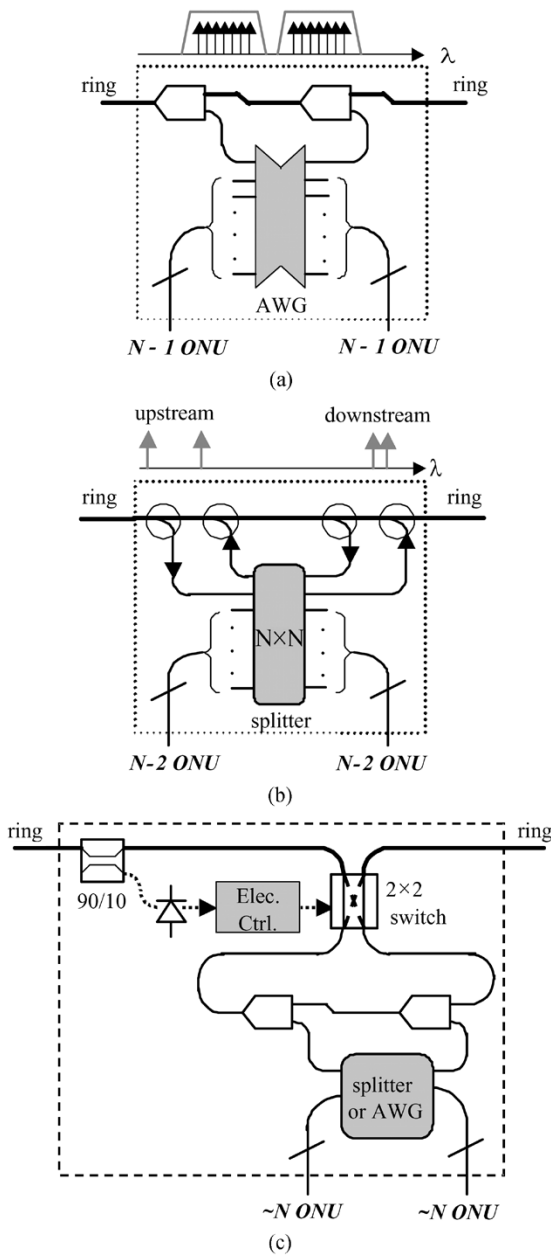 λ
ring
ring
AWG
N - 1 ONU
N - 1 ONU
(a)
upstream
downstream
λ
ring
ring
N×N
splitter
N-2 ONU
N-2 ONU
(b)
ring
ring
90/10
Elec.
Ctrl.
2×2
switch
splitter
or AWG
~N ONU
~N ONU
(c)